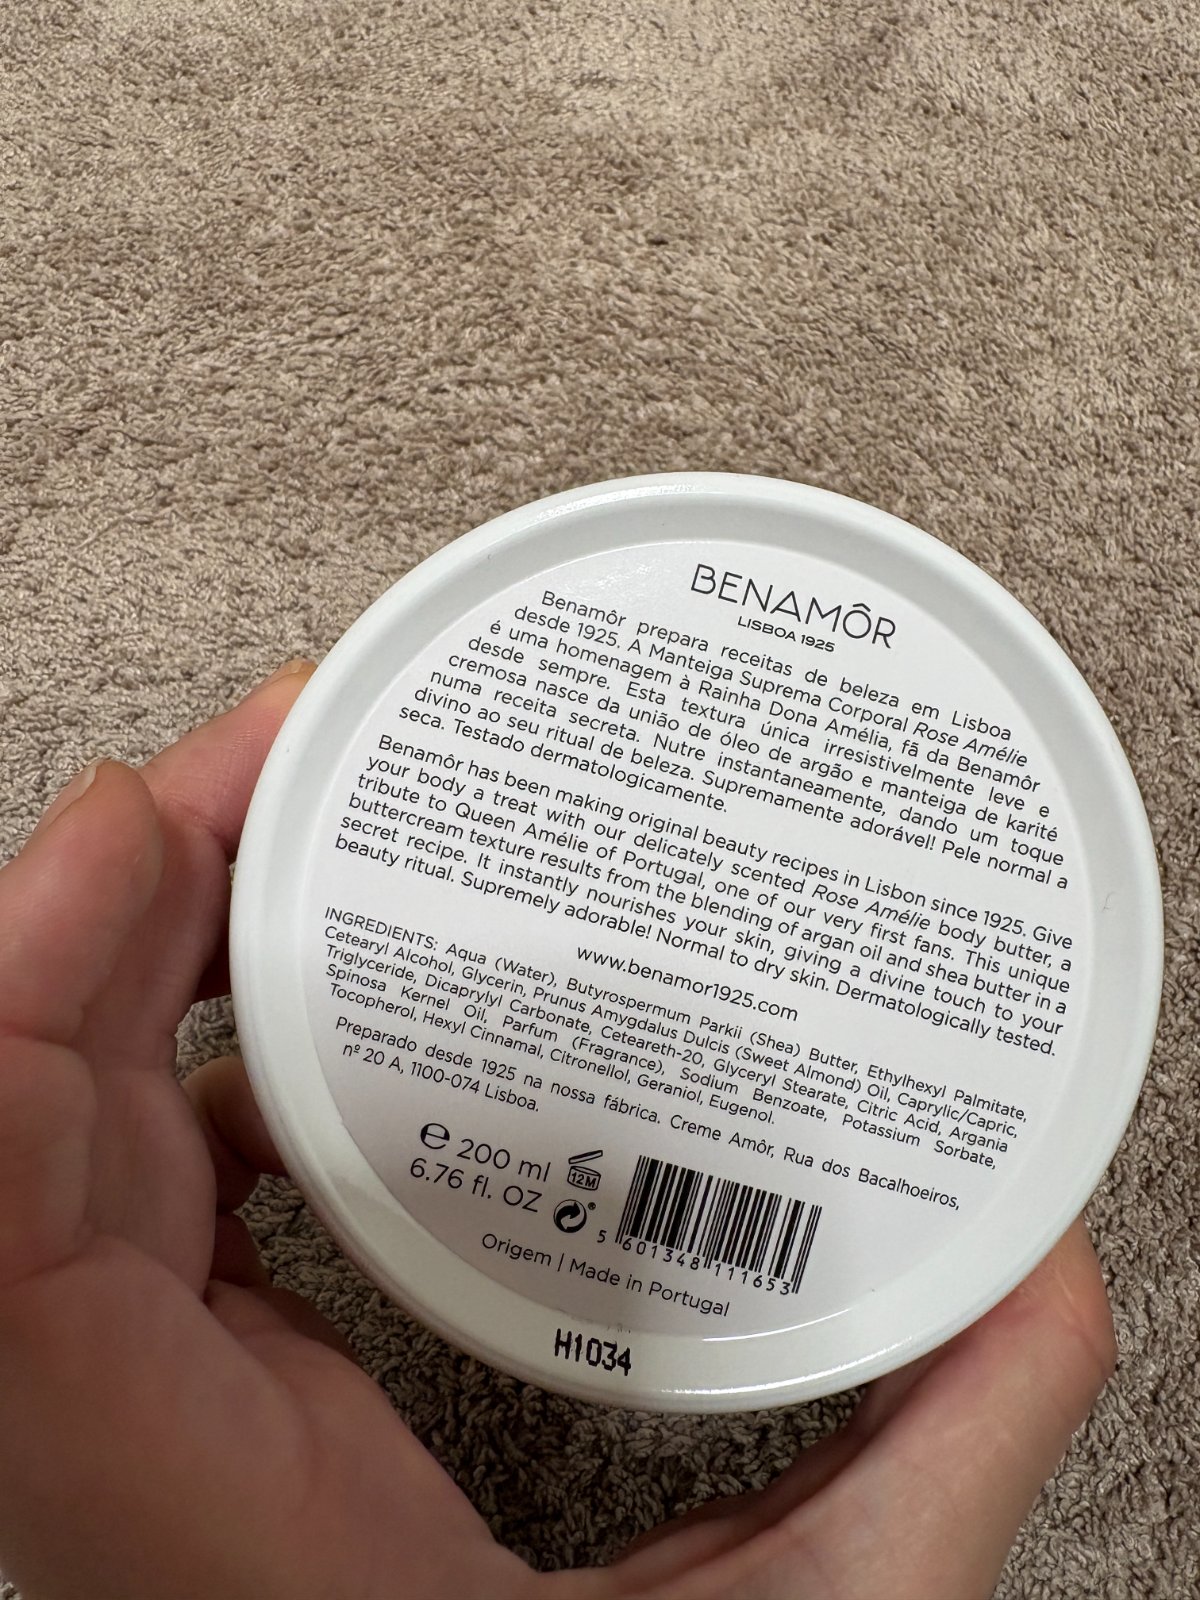 BENAMÔR
LISBOA 1925
Benamôr prepara receitas de beleza em Lisboa
desde 1925. A Manteiga Suprema Corporal Rose Amélie
é uma homenagem à Rainha Dona Amélia, fã da Benamôr
desde sempre. Esta textura única irresistivelmente leve e
cremosa nasce da união de óleo de argão e manteiga de karité
numa receita secreta. Nutre instantaneamente, dando um toque
divino ao seu ritual de beleza. Supremamente adorável! Pele normal a
seca. Testado dermatologicamente.
Benamôr has been making original beauty recipes in Lisbon since 1925. Give
your body a treat with our delicately scented Rose Amélie body butter, a
tribute to Queen Amélie of Portugal, one of our very first fans. This unique
buttercream texture results from the blending of argan oil and shea butter in a
secret recipe. It instantly nourishes your skin, giving a divine touch to your
beauty ritual. Supremely adorable! Normal to dry skin. Dermatologically tested.
www.benamor1925.com
INGREDIENTS: Aqua (Water), Butyrospermum Parkii (Shea) Butter, Ethylhexyl Palmitate,
Cetearyl Alcohol, Glycerin, Prunus Amygdalus Dulcis (Sweet Almond) Oil, Caprylic/Capric,
Triglyceride, Dicaprylyl Carbonate, Ceteareth-20, Glyceryl Stearate, Citric Acid, Argania
Spinosa Kernel Oil, Parfum (Fragrance), Sodium Benzoate, Potassium Sorbate,
Tocopherol, Hexyl Cinnamal, Citronellol, Geraniol, Eugenol.
Preparado desde 1925 na nossa fábrica. Creme Amôr, Rua dos Bacalhoeiros,
nº 20 A, 1100-074 Lisboa.
℮ 200 ml
12M
6.76 fl. OZ
5 601348 111653
Origem | Made in Portugal
H1034